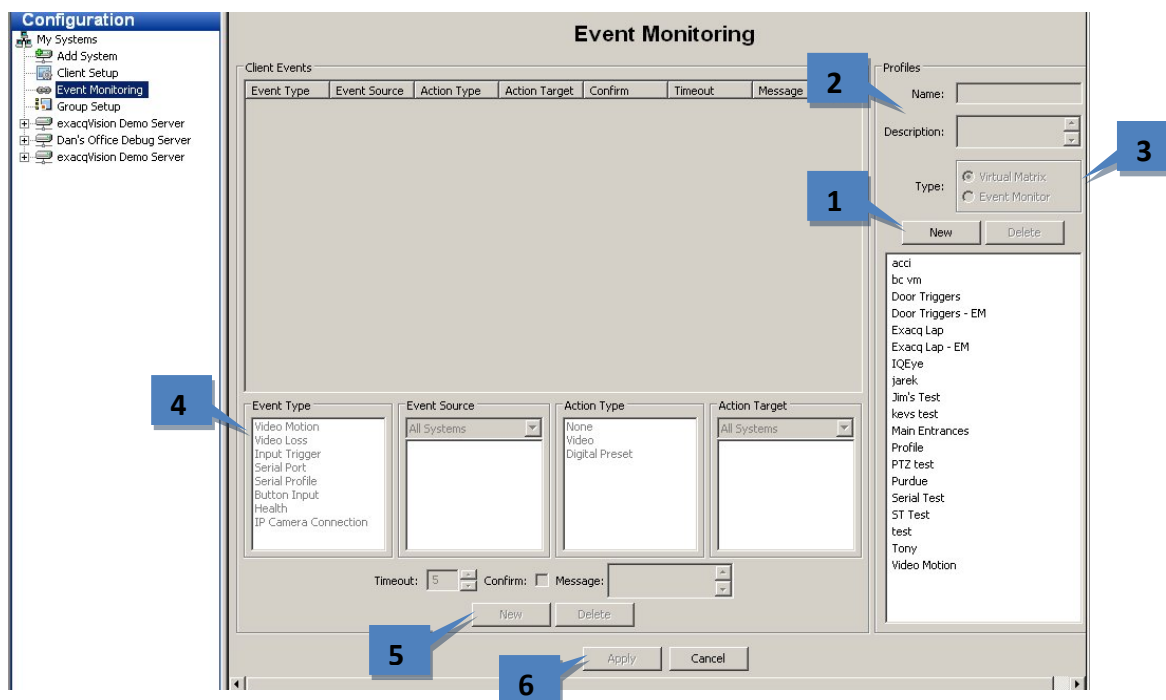 Configuration
My Systems
Add System
Client Setup
Event Monitoring
Group Setup
exacqVision Demo Server
Dan's Office Debug Server
exacqVision Demo Server
Event Monitoring
Client Events
Event Type Event Source Action Type Action Target Confirm Timeout Message
Profiles
2
Name:
Description:
3
Type:
Virtual Matrix
Event Monitor
1
New Delete
acci
bc vm
Door Triggers
Door Triggers - EM
Exacq Lap
Exacq Lap - EM
IQEye
jarek
Jim's Test
kevs test
Main Entrances
Profile
PTZ test
Purdue
Serial Test
ST Test
test
Tony
Video Motion
4
Event Type
Video Motion
Video Loss
Input Trigger
Serial Port
Serial Profile
Button Input
Health
IP Camera Connection
Event Source
All Systems
Action Type
None
Video
Digital Preset
Action Target
All Systems
Timeout: 5 Confirm: Message:
New Delete
5
Apply Cancel
6